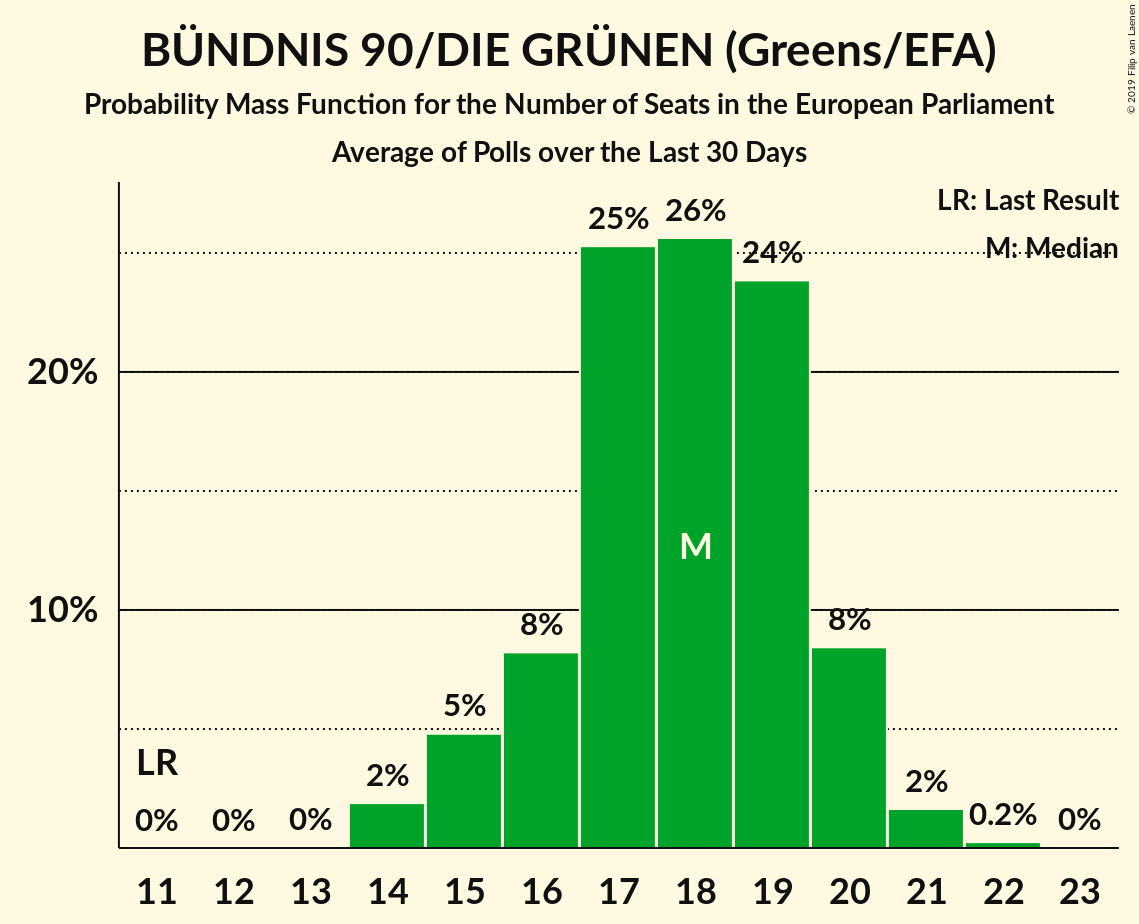 BÜNDNIS 90/DIE GRÜNEN (Greens/EFA)
Probability Mass Function for the Number of Seats in the European Parliament
Average of Polls over the Last 30 Days
© 2019 Filip van Laenen
LR: Last Result
M: Median
25%
26%
24%
20%
M
10%
8%
8%
5%
LR
2%
2%
0%
0%
0%
0.2%
0%
11 12 13 14 15 16 17 18 19 20 21 22 23